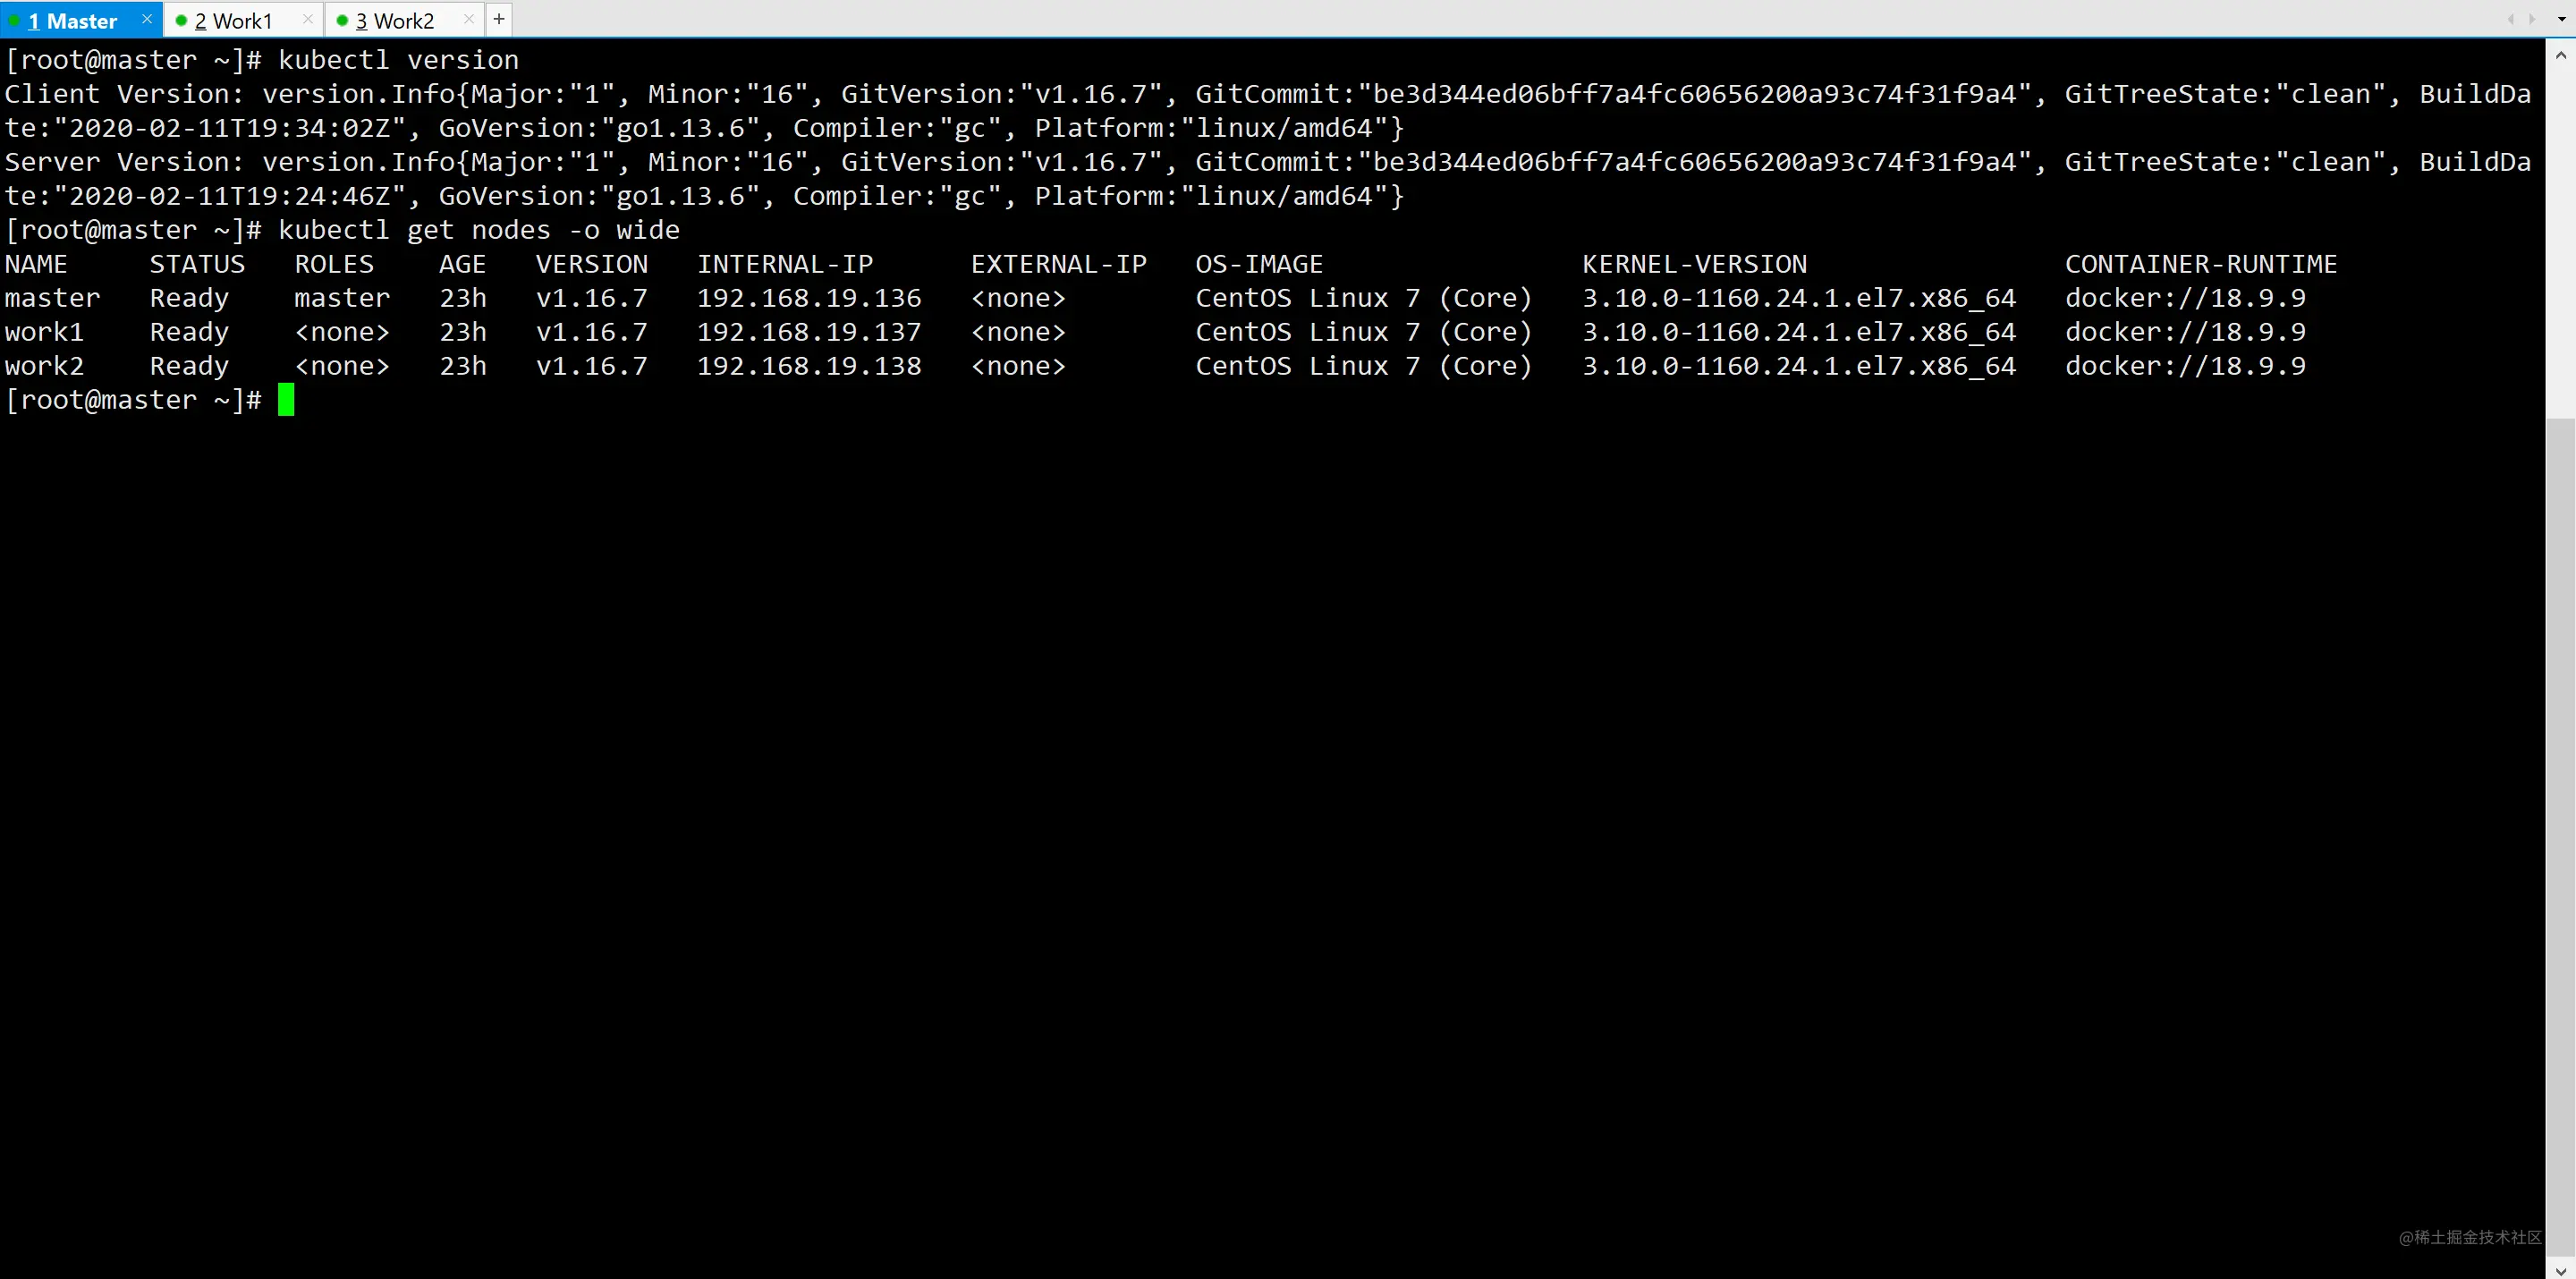 1 Master × 2 Work1 × 3 Work2 × +
[root@master ~]# kubectl version
Client Version: version.Info{Major:"1", Minor:"16", GitVersion:"v1.16.7", GitCommit:"be3d344ed06bff7a4fc60656200a93c74f31f9a4", GitTreeState:"clean", BuildDa
te:"2020-02-11T19:34:02Z", GoVersion:"go1.13.6", Compiler:"gc", Platform:"linux/amd64"}
Server Version: version.Info{Major:"1", Minor:"16", GitVersion:"v1.16.7", GitCommit:"be3d344ed06bff7a4fc60656200a93c74f31f9a4", GitTreeState:"clean", BuildDa
te:"2020-02-11T19:24:46Z", GoVersion:"go1.13.6", Compiler:"gc", Platform:"linux/amd64"}
[root@master ~]# kubectl get nodes -o wide
NAME     STATUS   ROLES    AGE   VERSION   INTERNAL-IP      EXTERNAL-IP   OS-IMAGE                KERNEL-VERSION                CONTAINER-RUNTIME
master   Ready    master   23h   v1.16.7   192.168.19.136   <none>        CentOS Linux 7 (Core)   3.10.0-1160.24.1.el7.x86_64   docker://18.9.9
work1    Ready    <none>   23h   v1.16.7   192.168.19.137   <none>        CentOS Linux 7 (Core)   3.10.0-1160.24.1.el7.x86_64   docker://18.9.9
work2    Ready    <none>   23h   v1.16.7   192.168.19.138   <none>        CentOS Linux 7 (Core)   3.10.0-1160.24.1.el7.x86_64   docker://18.9.9
[root@master ~]#
@稀土掘金技术社区